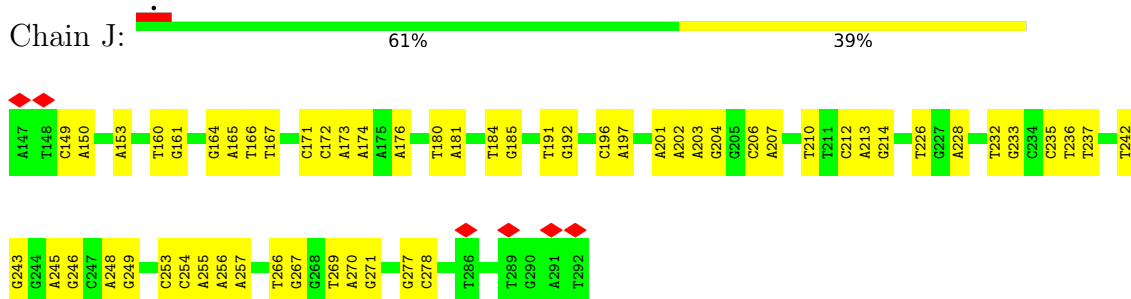 Chain J:
•
61% 39%
A147 T148 C149 A150 A153 T160 G161 G164 A165 T166 T167 C171 C172 A173 A174 A175 A176 T180 A181 T184 G185 T191 G192 C196 A197 A201 A202 A203 G204 G205 C206 A207 T210 T211 C212 A213 G214 T226 G227 A228 T232 G233 C234 C235 T236 T237 T242
G243 G244 A245 G246 C247 A248 G249 C253 C254 A255 A256 A257 T266 G267 G268 T269 A270 G271 G277 C278 T286 T289 G290 A291 T292